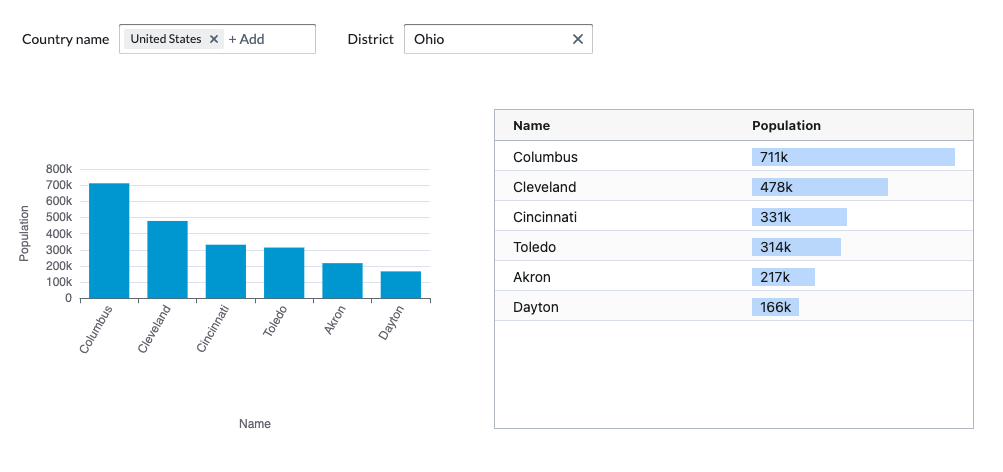 Country name United States × + Add District Ohio ×
Name Population
Columbus 711k
Cleveland 478k
Cincinnati 331k
Toledo 314k
Akron 217k
Dayton 166k
Population
800k
700k
600k
500k
400k
300k
200k
100k
0
Columbus Cleveland Cincinnati Toledo Akron Dayton
Name